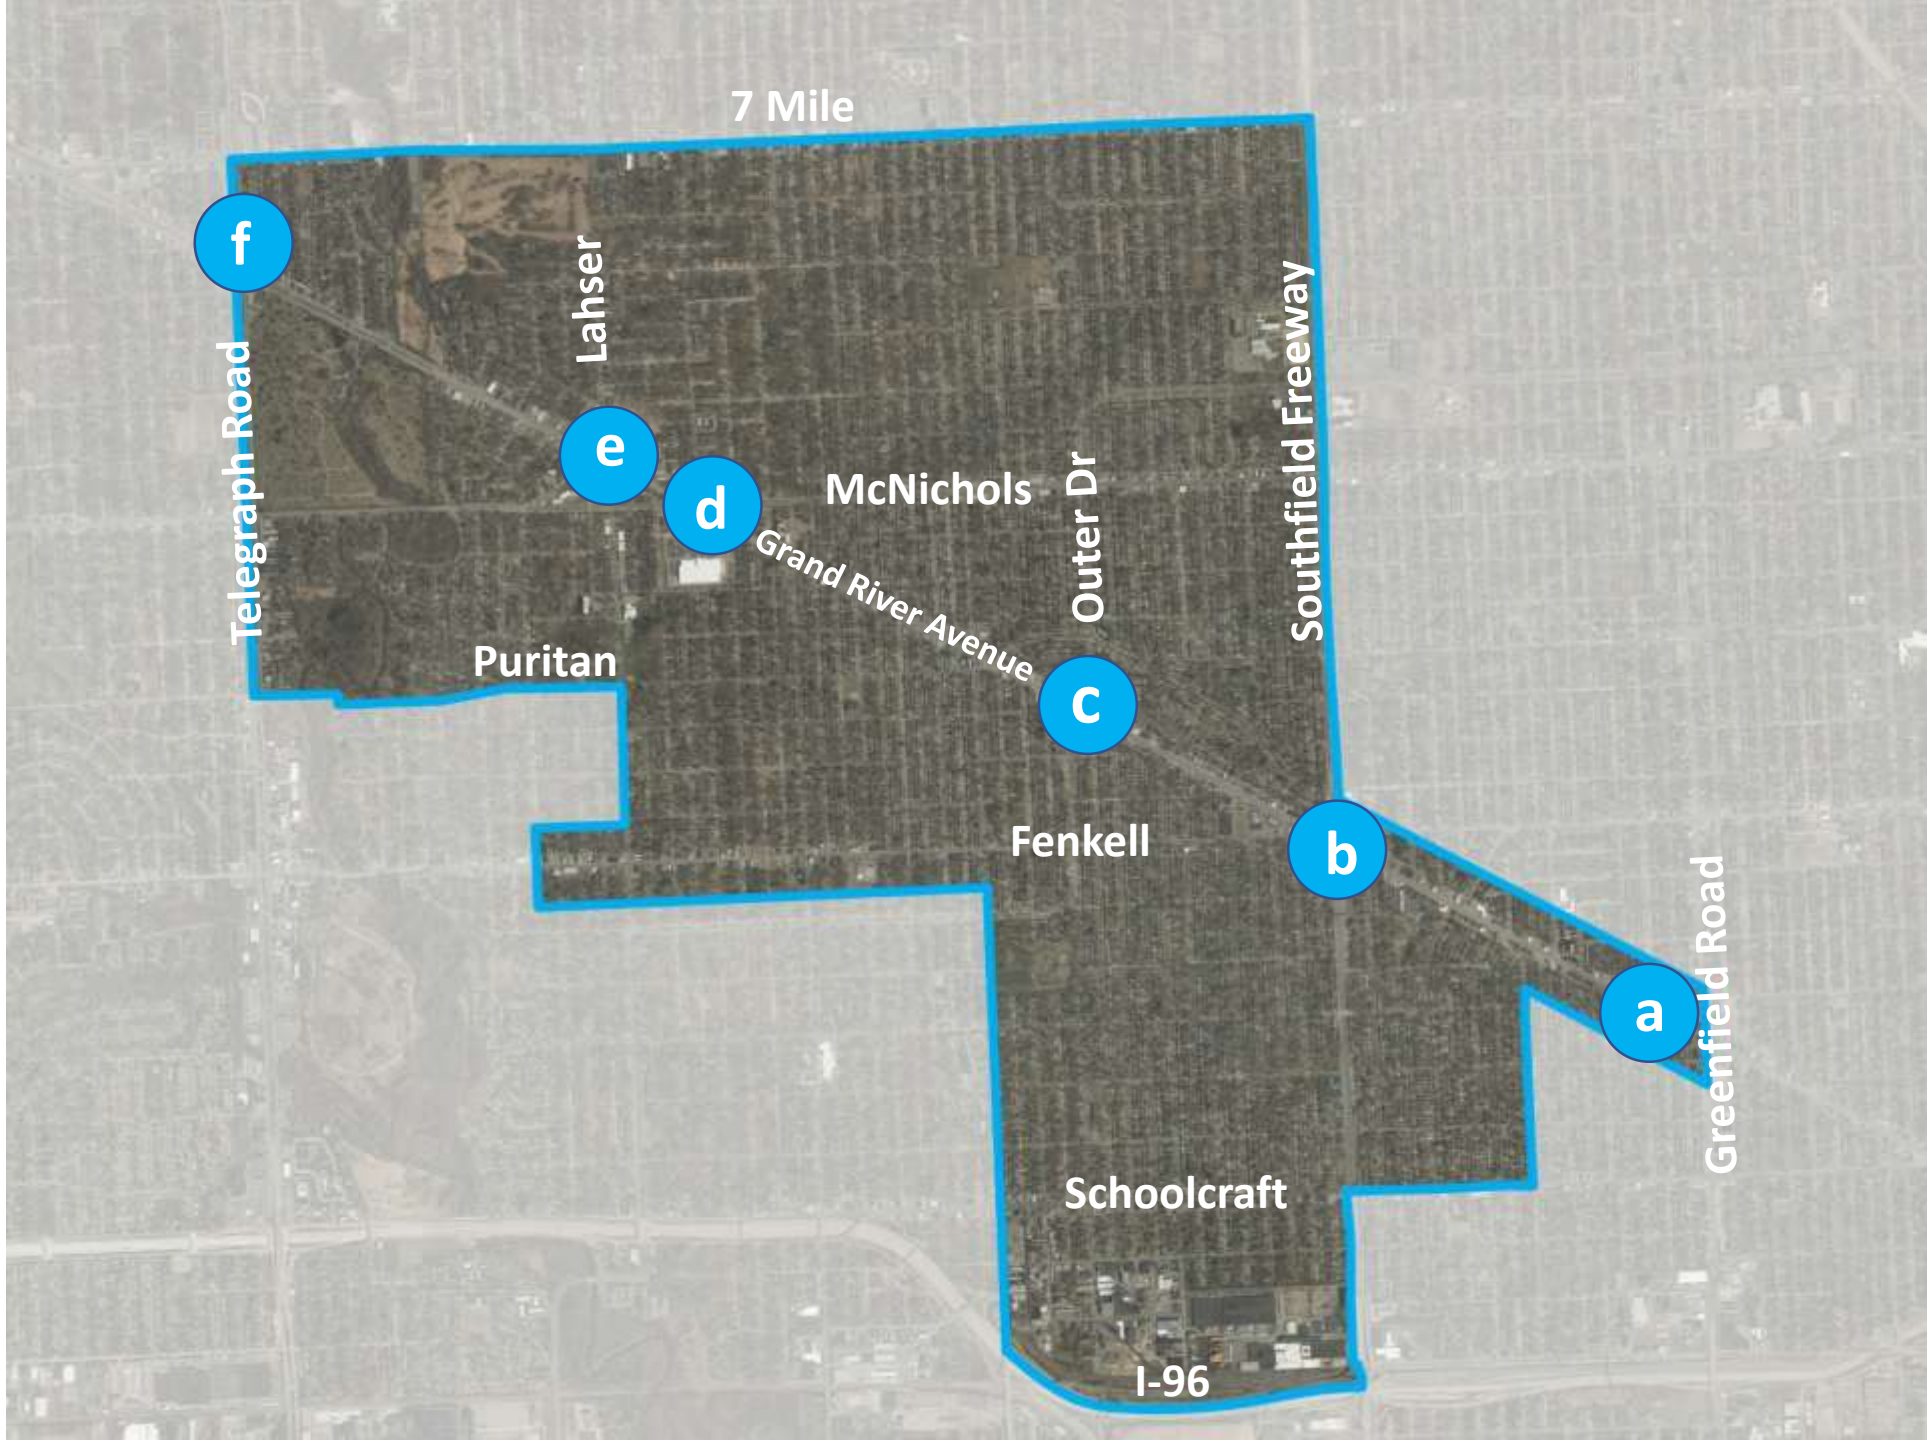 7 Mile
f
Lahser
Southfield Freeway
Telegraph Road
e
d
McNichols
Outer Dr
Grand River Avenue
Puritan
c
Fenkell
b
Greenfield Road
a
Schoolcraft
I-96